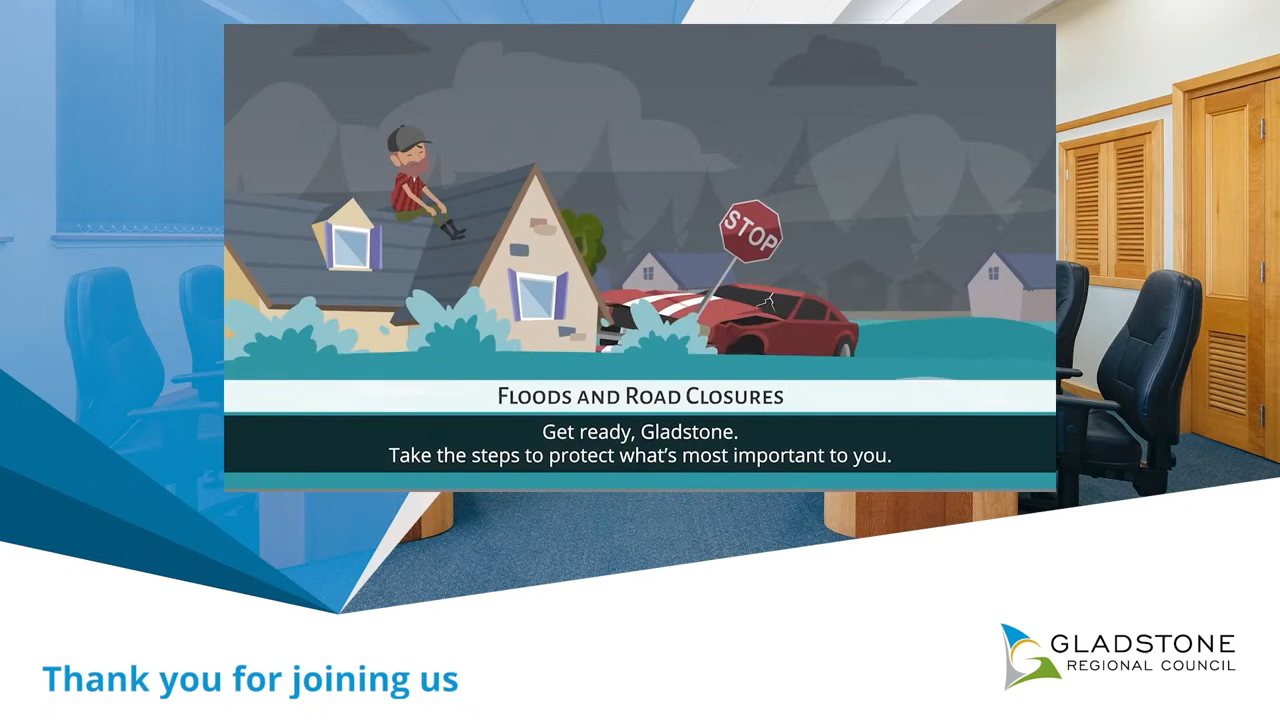 STOP
FLOODS AND ROAD CLOSURES
Get ready, Gladstone.
Take the steps to protect what's most important to you.
Thank you for joining us
GLADSTONE
REGIONAL COUNCIL